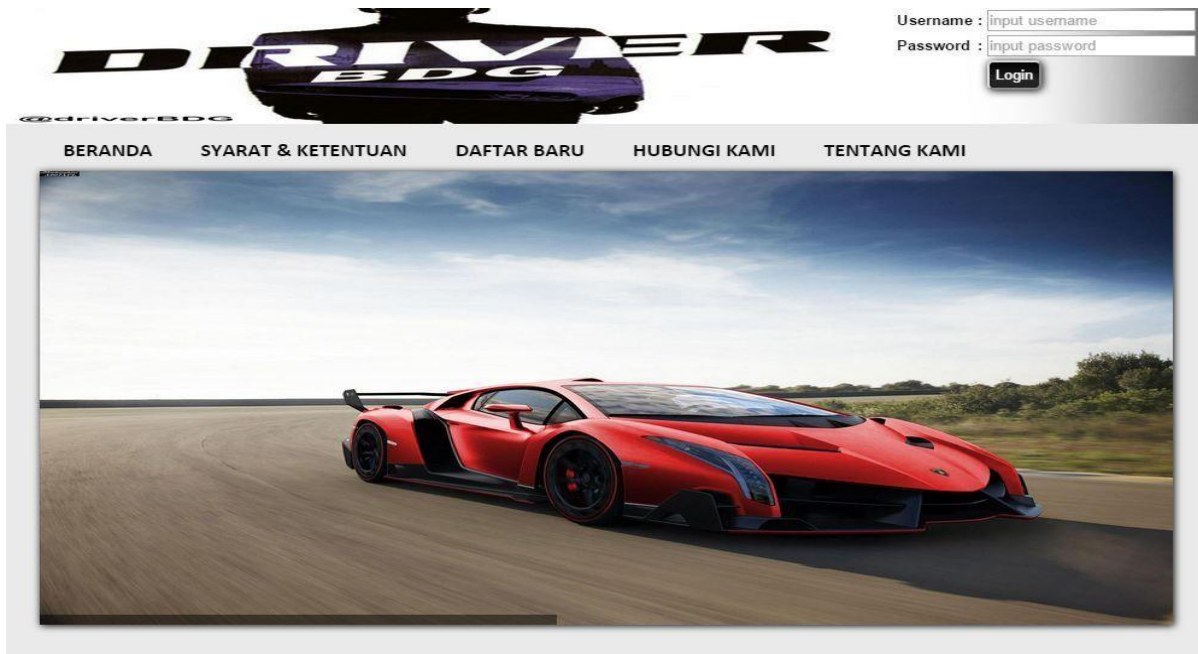 DRIVER
BDG
@driverBDG
Username : input username
Password : input password
Login
BERANDA SYARAT & KETENTUAN DAFTAR BARU HUBUNGI KAMI TENTANG KAMI